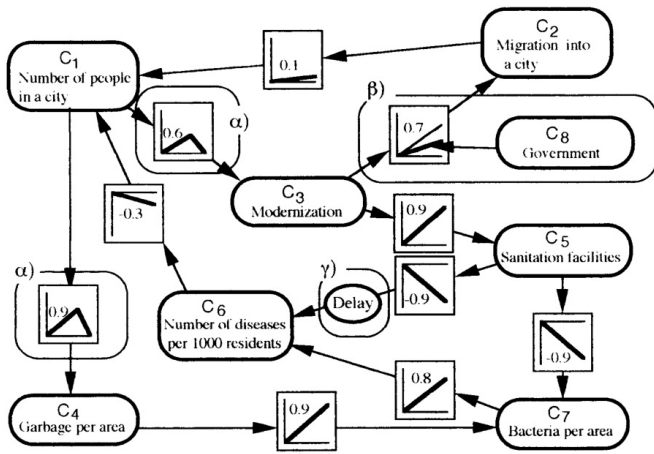 C1
Number of people
in a city
0.1
C2
Migration into
a city
α)
0.6
β)
0.7
C8
Government
C3
Modernization
-0.3
0.9
C5
Sanitation facilities
α)
0.9
C6
Number of diseases
per 1000 residents
γ)
Delay
-0.9
-0.9
0.8
C4
Garbage per area
0.9
C7
Bacteria per area